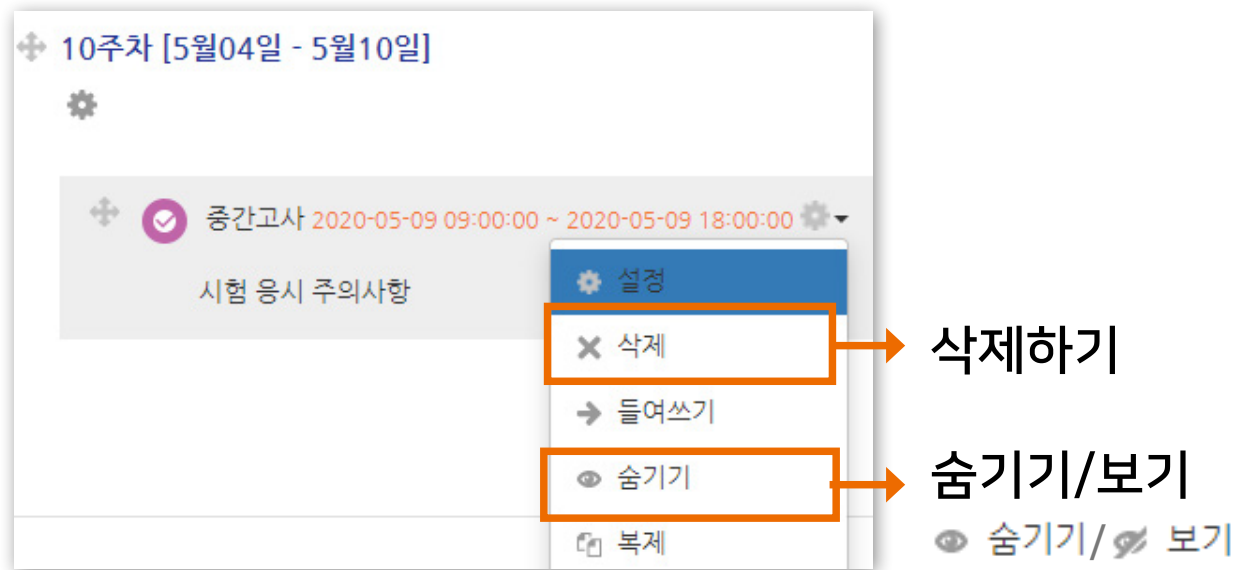 10주차 [5월04일 - 5월10일]
중간고사 2020-05-09 09:00:00 ~ 2020-05-09 18:00:00
시험 응시 주의사항
설정
삭제
들여쓰기
숨기기
복제
삭제하기
숨기기/보기
숨기기/ 보기